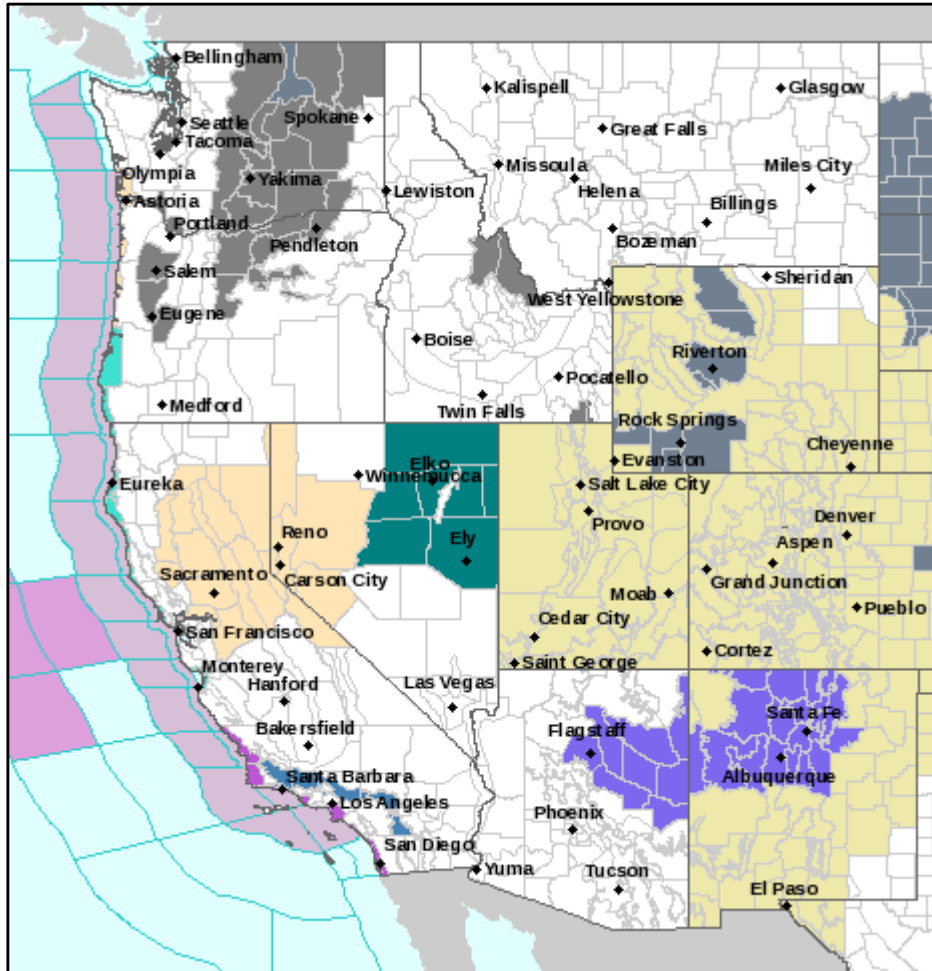 Bellingham
Kalispell
Glasgow
Seattle
Spokane
Great Falls
Tacoma
Missoula
Miles City
Olympia
Yakima
Lewiston
Helena
Astoria
Billings
Portland
Pendleton
Bozeman
Salem
Sheridan
West Yellowstone
Eugene
Boise
Riverton
Pocatello
Medford
Twin Falls
Rock Springs
Cheyenne
Elko
Evanston
Winnemucca
Eureka
Salt Lake City
Provo
Denver
Reno
Ely
Aspen
Sacramento
Carson City
Grand Junction
Moab
Pueblo
Cedar City
San Francisco
Cortez
Saint George
Monterey
Hanford
Las Vegas
Santa Fe
Bakersfield
Flagstaff
Albuquerque
Santa Barbara
Los Angeles
Phoenix
San Diego
Yuma
Tucson
El Paso